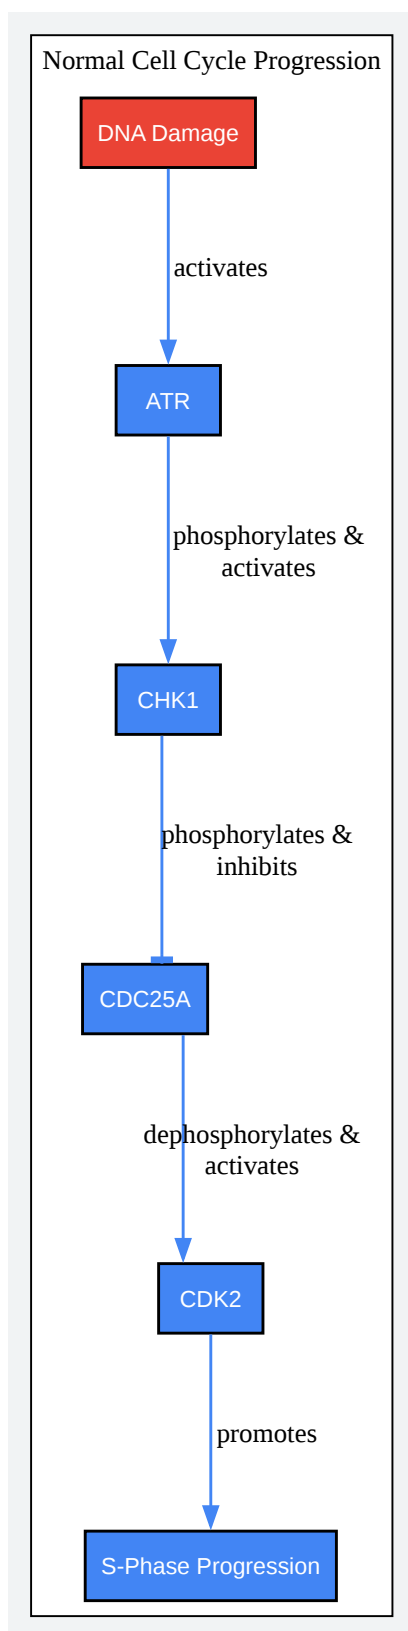 Normal Cell Cycle Progression
DNA Damage
activates
ATR
phosphorylates &
activates
CHK1
phosphorylates &
inhibits
CDC25A
dephosphorylates &
activates
CDK2
promotes
S-Phase Progression